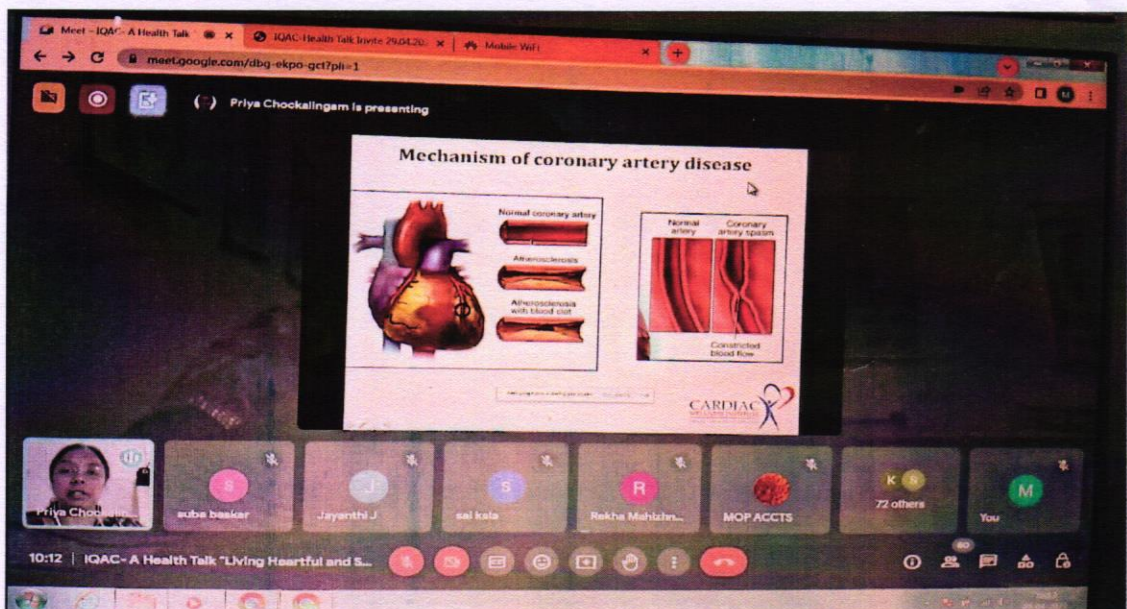 Meet - IQAC- A Health Talk "
IQAC-Health Talk Invite 29.04.20
Mobile WiFi
meet.google.com/dbg-ekpo-gct?pli=1
Priya Chockalingam is presenting
Mechanism of coronary artery disease
Normal coronary artery
Atherosclerosis
Atherosclerosis
with blood clot
Normal
artery
Coronary
artery spasm
Constricted
blood flow
CARDIAC
Priya Chockalin...
S
suba baskar
J
Jayanthi J
S
sai kala
R
Rekha Mahizhn...
MOP ACCTS
K S
72 others
M
You
10:12 | IQAC- A Health Talk "Living Heartful and S...
80